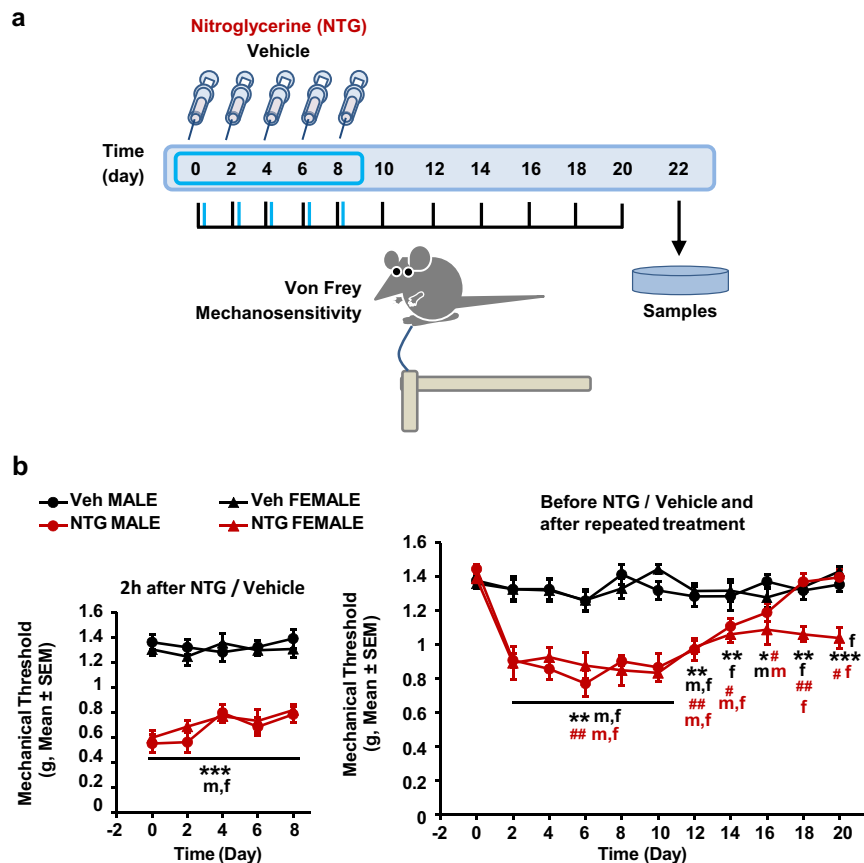 a
Nitroglycerine (NTG)
Vehicle
Time
(day)
0 2 4 6 8 10 12 14 16 18 20 22
Von Frey
Mechanosensitivity
Samples
b
Veh MALE
Veh FEMALE
NTG MALE
NTG FEMALE
2h after NTG / Vehicle
Mechanical Threshold
(g, Mean ± SEM)
1.6
1.4
1.2
1
0.8
0.6
0.4
0.2
0
***
m,f
-2 0 2 4 6 8
Time (Day)
Before NTG / Vehicle and
after repeated treatment
Mechanical Threshold
(g, Mean ± SEM)
1.6
1.4
1.2
1
0.8
0.6
0.4
0.2
0
** m,f
## m,f
**
m,f
##
m,f
**
f
#
m,f
*#
m m
**
f
##
f
f
***
# f
-2 0 2 4 6 8 10 12 14 16 18 20
Time (Day)